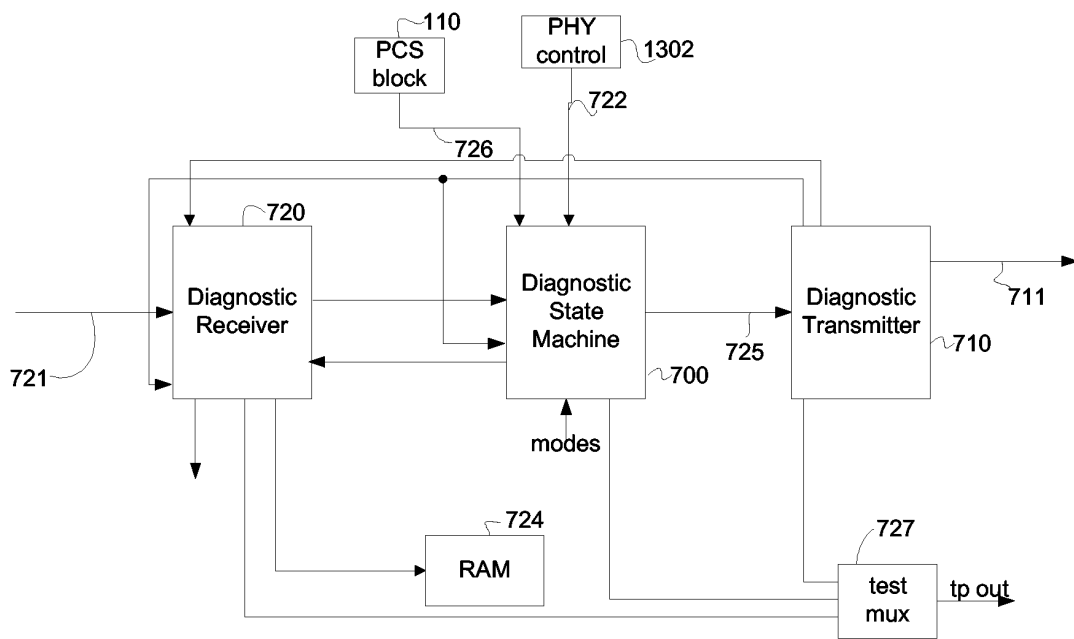 110
PCS
block
PHY
control
1302
722
726
720
Diagnostic
Receiver
Diagnostic
State
Machine
Diagnostic
Transmitter
711
721
725
710
700
modes
724
RAM
727
test
mux
tp out